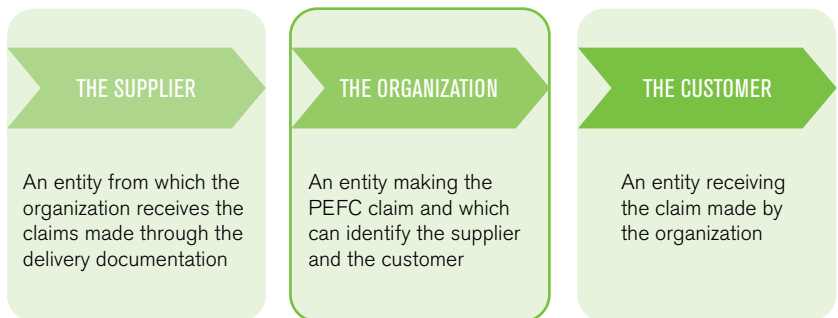 THE SUPPLIER
An entity from which the
organization receives the
claims made through the
delivery documentation
THE ORGANIZATION
An entity making the
PEFC claim and which
can identify the supplier
and the customer
THE CUSTOMER
An entity receiving
the claim made by
the organization